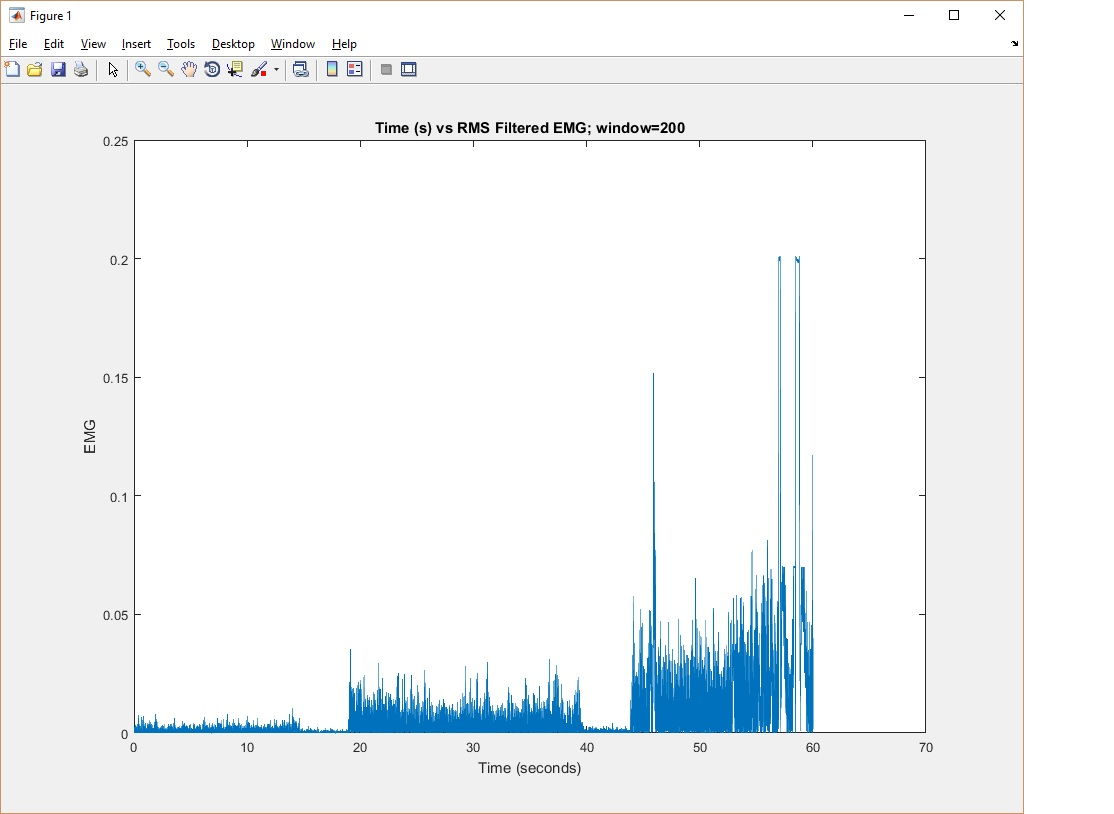 Figure 1
File Edit View Insert Tools Desktop Window Help
Time (s) vs RMS Filtered EMG; window=200
0.25
0.2
0.15
0.1
0.05
0
EMG
0 10 20 30 40 50 60 70
Time (seconds)